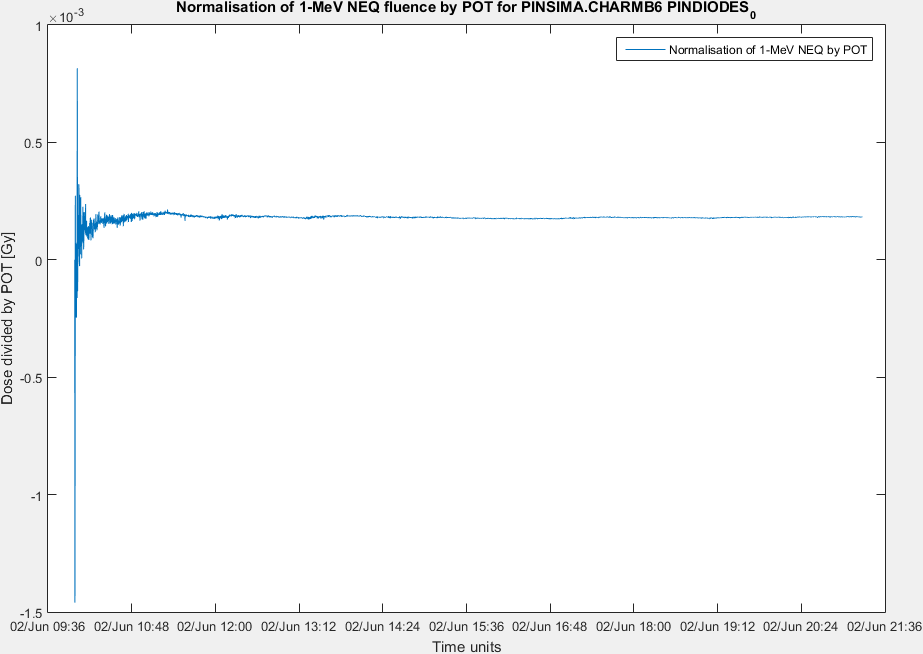 Normalisation of 1-MeV NEQ fluence by POT for PINSIMA.CHARMB6 PINDIODES0
×10-3
Normalisation of 1-MeV NEQ by POT
1
0.5
0
-0.5
-1
-1.5
Dose divided by POT [Gy]
02/Jun 09:36 02/Jun 10:48 02/Jun 12:00 02/Jun 13:12 02/Jun 14:24 02/Jun 15:36 02/Jun 16:48 02/Jun 18:00 02/Jun 19:12 02/Jun 20:24 02/Jun 21:36
Time units